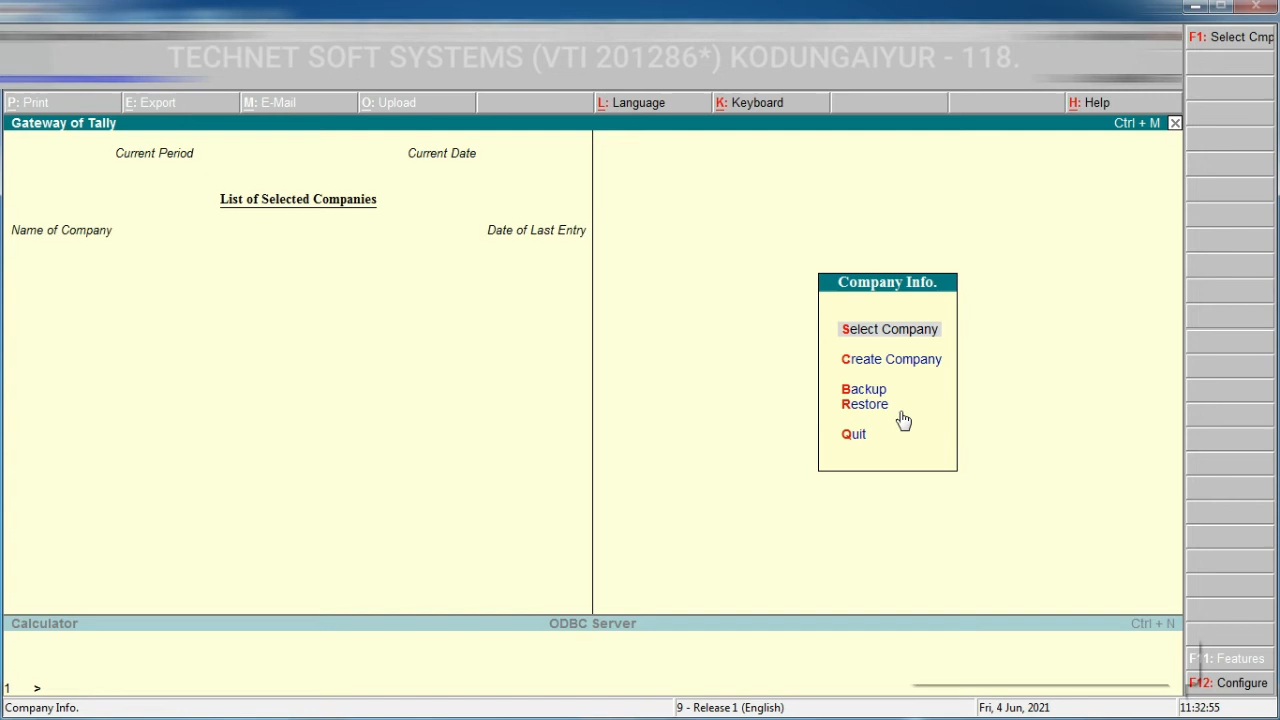 F1: Select Cmp
TECHNET SOFT SYSTEMS (VTI 201286*) KODUNGAIYUR - 118.
P: Print E: Export M: E-Mail O: Upload L: Language K: Keyboard H: Help
Gateway of Tally Ctrl + M
Current Period Current Date
List of Selected Companies
Name of Company Date of Last Entry
Company Info.
Select Company
Create Company
Backup
Restore
Quit
Calculator ODBC Server Ctrl + N
F11: Features
1 > F12: Configure
Company Info. 9 - Release 1 (English) Fri, 4 Jun, 2021 11:32:55